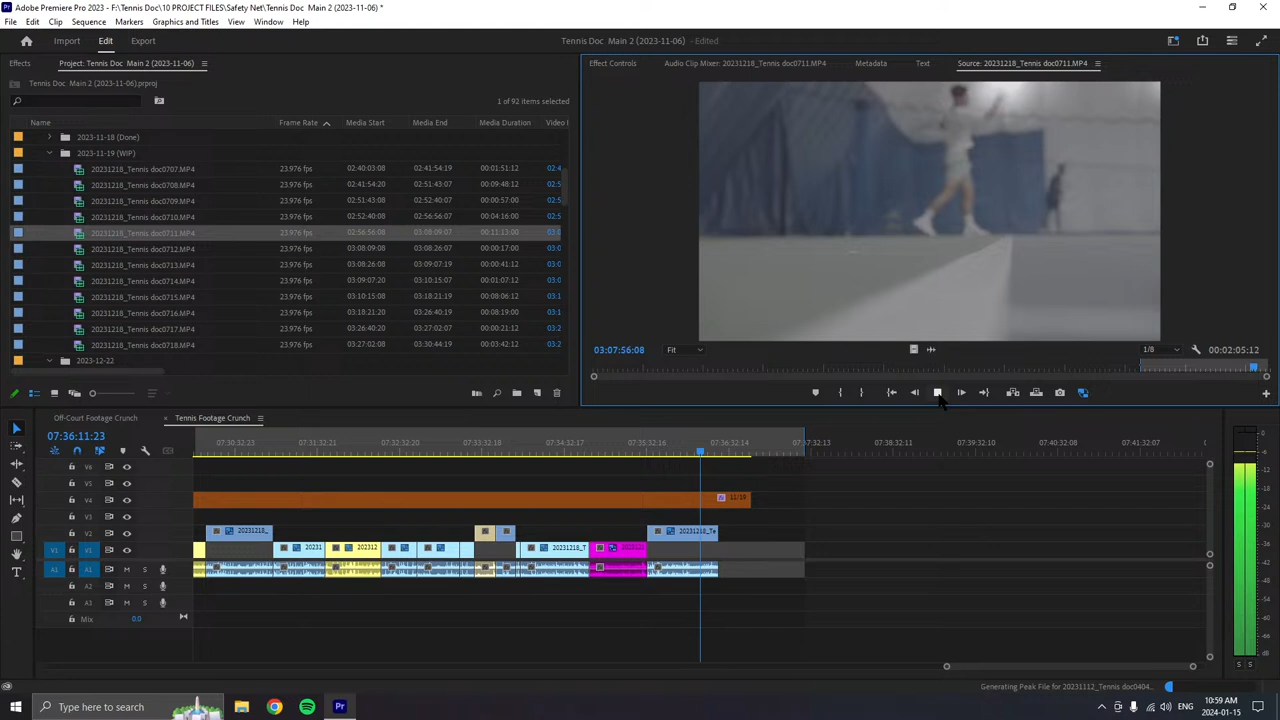 Adobe Premiere Pro 2023 - F:\Tennis Doc\10 PROJECT FILES\Safety Net\Tennis Doc  Main 2 (2023-11-06) *
File Edit Clip Sequence Markers Graphics and Titles View Window Help
Import Edit Export Tennis Doc  Main 2 (2023-11-06) - Edited
Effects Project: Tennis Doc  Main 2 (2023-11-06) Effect Controls Audio Clip Mixer: 20231218_Tennis doc0711.MP4 Metadata Text Source: 20231218_Tennis doc0711.MP4
Tennis Doc  Main 2 (2023-11-06).prproj
1 of 92 items selected
Name Frame Rate Media Start Media End Media Duration Video I
2023-11-18 (Done)
2023-11-19 (WIP)
20231218_Tennis doc0707.MP4 23.976 fps 02:40:03:08 02:41:54:19 00:01:51:12 02:4
20231218_Tennis doc0708.MP4 23.976 fps 02:41:54:20 02:51:43:07 00:09:48:12 02:5
20231218_Tennis doc0709.MP4 23.976 fps 02:51:43:08 02:52:40:07 00:00:57:00 02:5
20231218_Tennis doc0710.MP4 23.976 fps 02:52:40:08 02:56:56:07 00:04:16:00 02:5
20231218_Tennis doc0711.MP4 23.976 fps 02:56:56:08 03:08:09:07 00:11:13:00 03:0
20231218_Tennis doc0712.MP4 23.976 fps 03:08:09:08 03:08:26:07 00:00:17:00 03:0
20231218_Tennis doc0713.MP4 23.976 fps 03:08:26:08 03:09:07:19 00:00:41:12 03:0
20231218_Tennis doc0714.MP4 23.976 fps 03:09:07:20 03:10:15:07 00:01:07:12 03:0
20231218_Tennis doc0715.MP4 23.976 fps 03:10:15:08 03:18:21:19 00:08:06:12 03:1
20231218_Tennis doc0716.MP4 23.976 fps 03:18:21:20 03:26:40:19 00:08:19:00 03:1
20231218_Tennis doc0717.MP4 23.976 fps 03:26:40:20 03:27:02:07 00:00:21:12 03:2
20231218_Tennis doc0718.MP4 23.976 fps 03:27:02:08 03:30:44:19 00:03:42:12 03:2
2023-12-22
03:07:56:08 Fit 1/8 00:02:05:12
Off-Court Footage Crunch Tennis Footage Crunch
07:36:11:23
07:30:32:23 07:31:32:21 07:32:32:20 07:33:32:18 07:34:32:17 07:35:32:16 07:36:32:14 07:37:32:13 07:38:32:11 07:39:32:10 07:40:32:08 07:41:32:07 0
V6
V5
V4 11/19
V3
V2 20231218_ 20231218_Te
V1 V1 20231 202312 20231218_T
A1 A1 M S
A2 M S
A3 M S
Mix 0.0
0
-6
-12
-18
-24
-30
-36
-42
-48
-54
dB
S S
Generating Peak File for 20231112_Tennis doc0404...
Type here to search
ENG
10:59 AM
2024-01-15